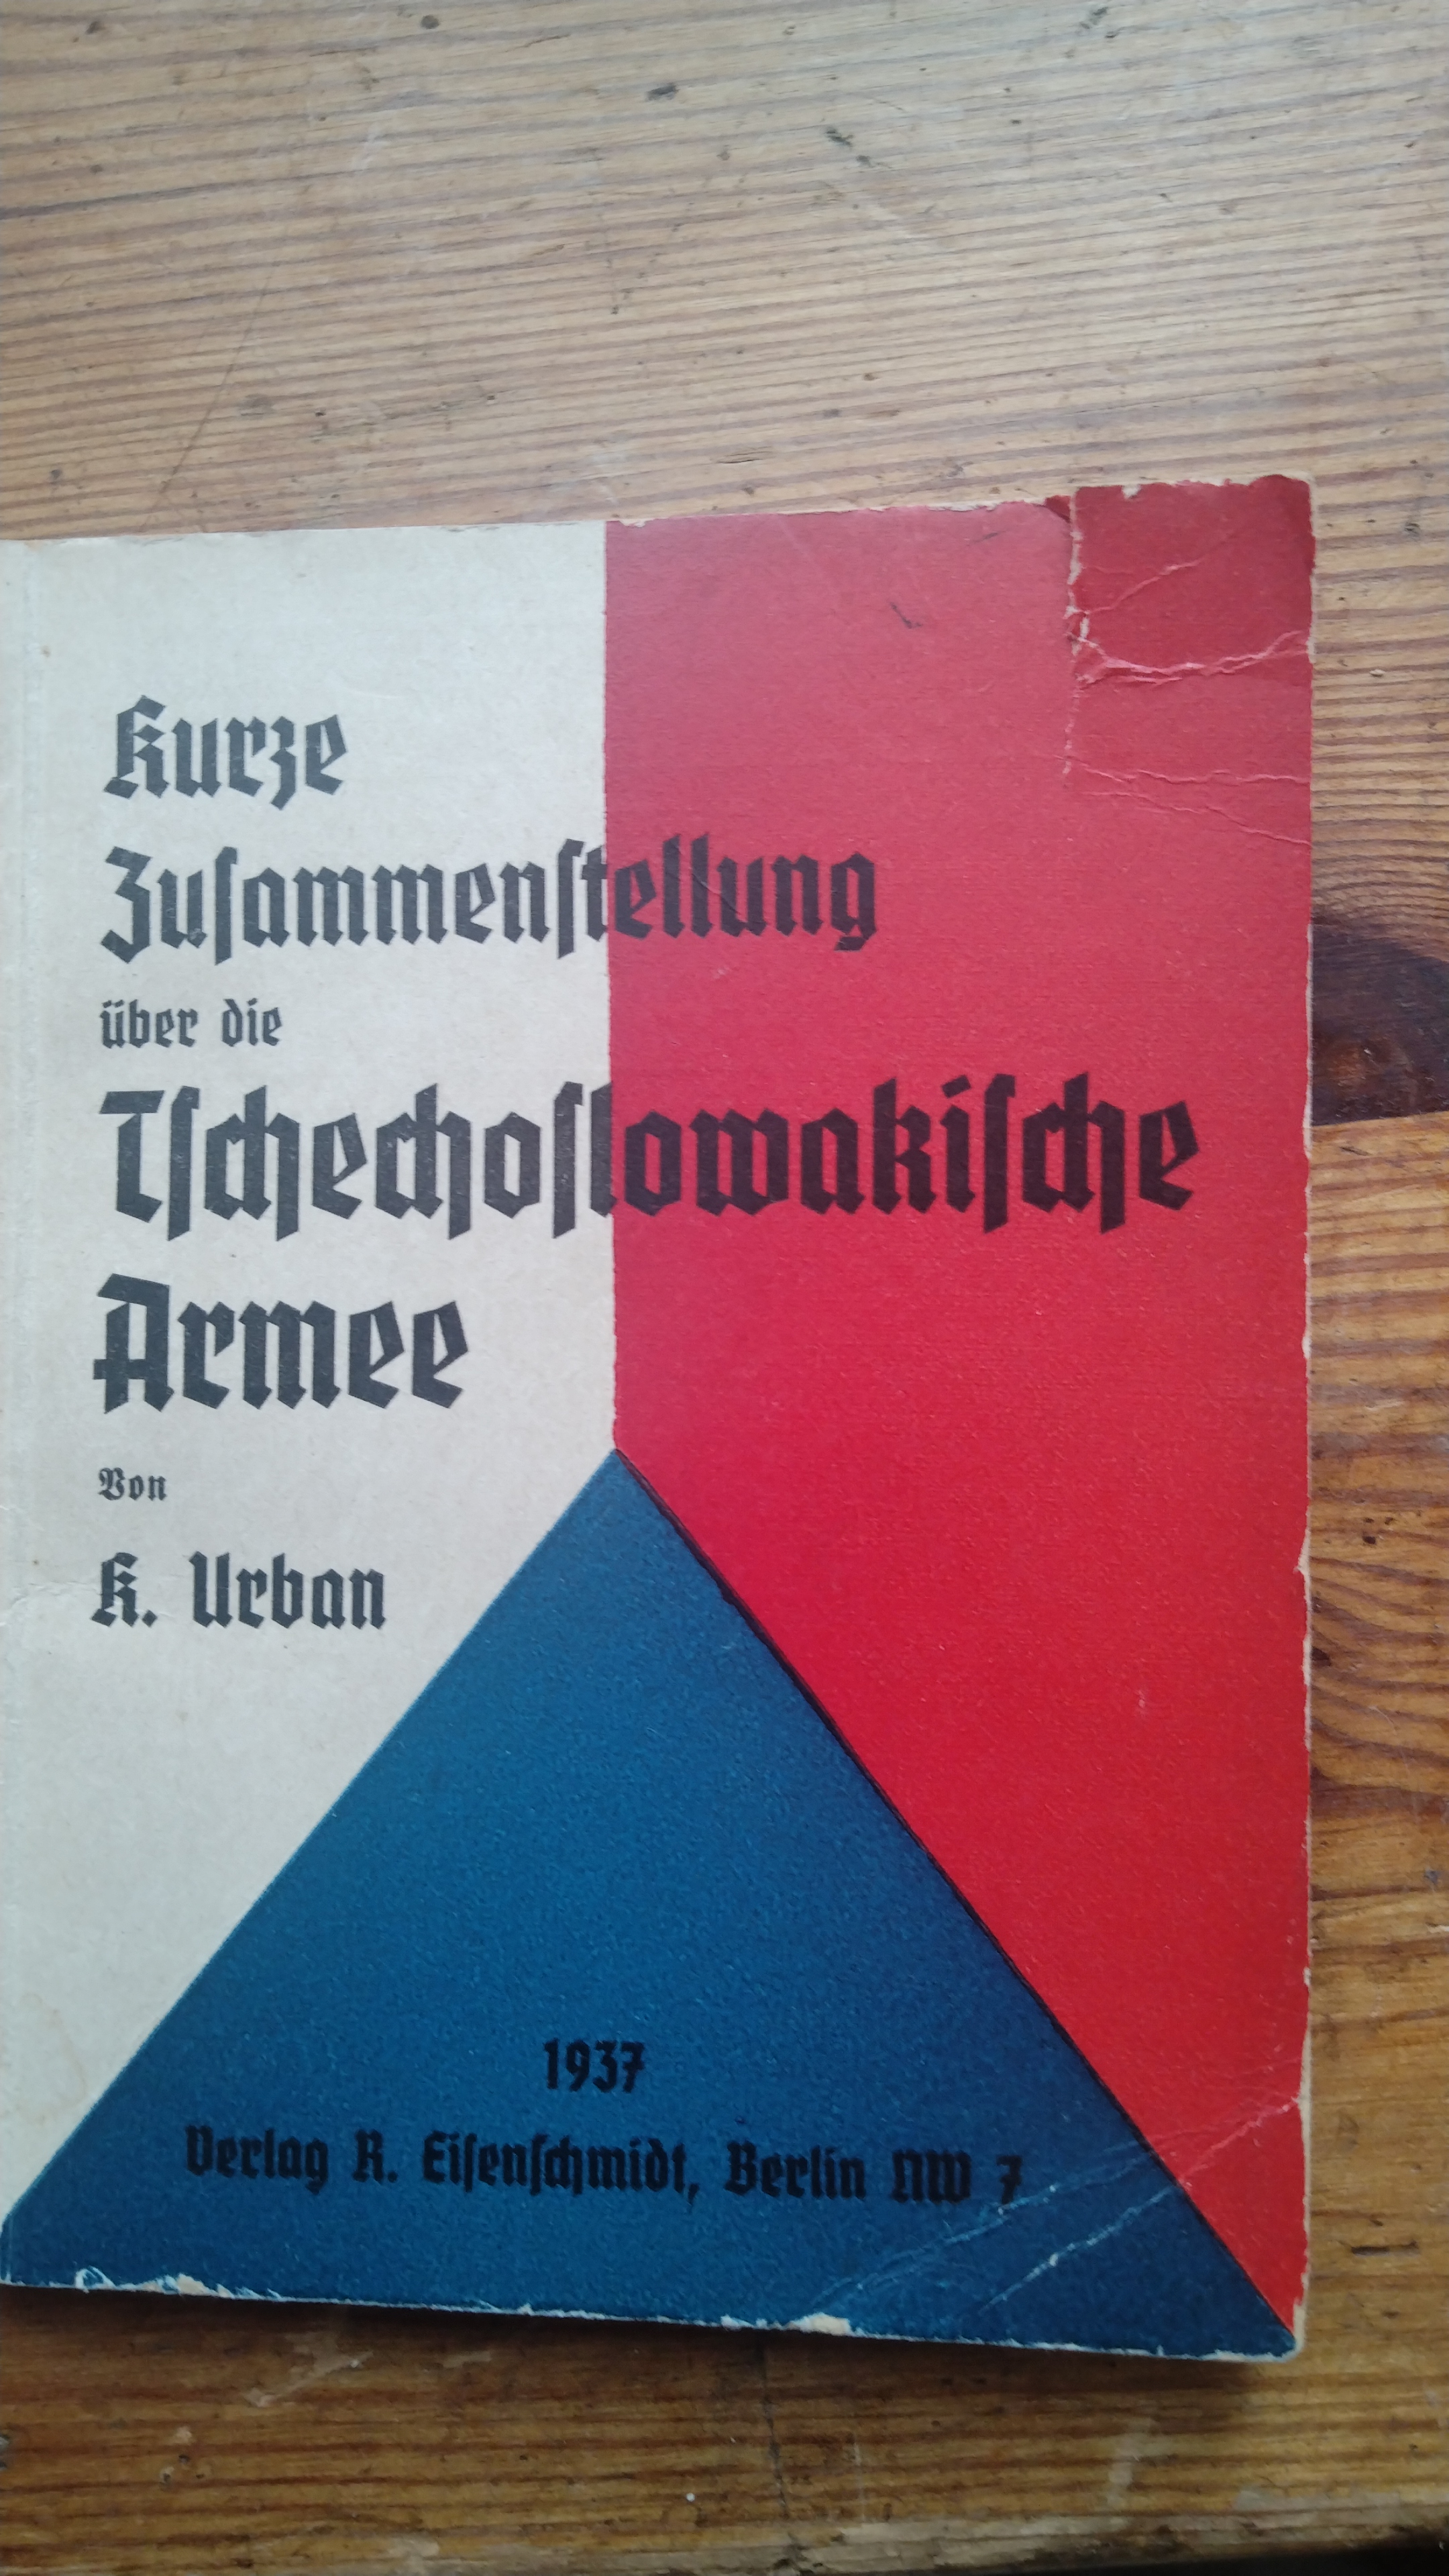 Kurze
Zuſammenſtellung
über die
Tſchechoſlowakiſche
Armee
Von
K. Urban
1937
Verlag R. Eiſenſchmidt, Berlin NW 7